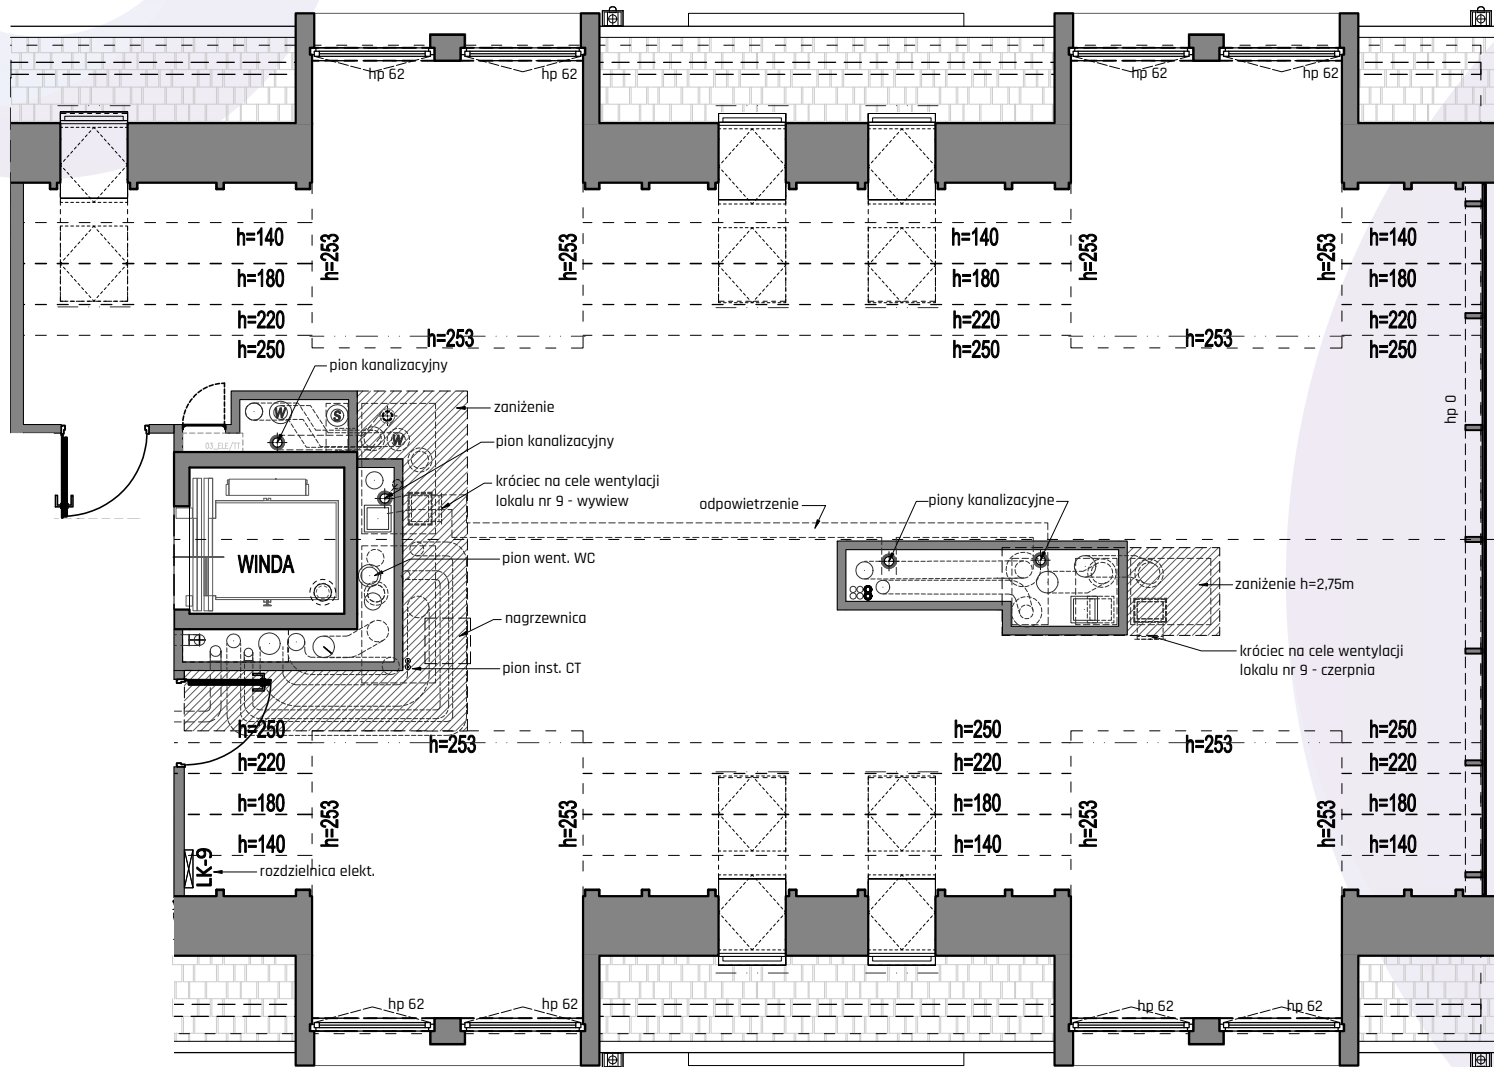 hp 62
hp 62
hp 62
hp 62
h=140
h=253
h=253
h=140
h=253
h=253
h=140
h=180
h=180
h=180
h=220
h=220
h=220
h=250
h=253
h=250
h=253
h=250
pion kanalizacyjny
zaniżenie
hp 0
W
S
W
03_ELE/TT
pion kanalizacyjny
króciec na cele wentylacji
lokalu nr 9 - wywiew
odpowietrzenie
piony kanalizacyjne
WINDA
pion went. WC
zaniżenie h=2,75m
nagrzewnica
króciec na cele wentylacji
lokalu nr 9 - czerpnia
pion inst. CT
h=250
h=253
h=250
h=253
h=250
h=220
h=220
h=220
h=180
h=253
h=253
h=180
h=253
h=253
h=180
h=140
h=140
h=140
LK-9
rozdzielnica elekt.
hp 62
hp 62
hp 62
hp 62